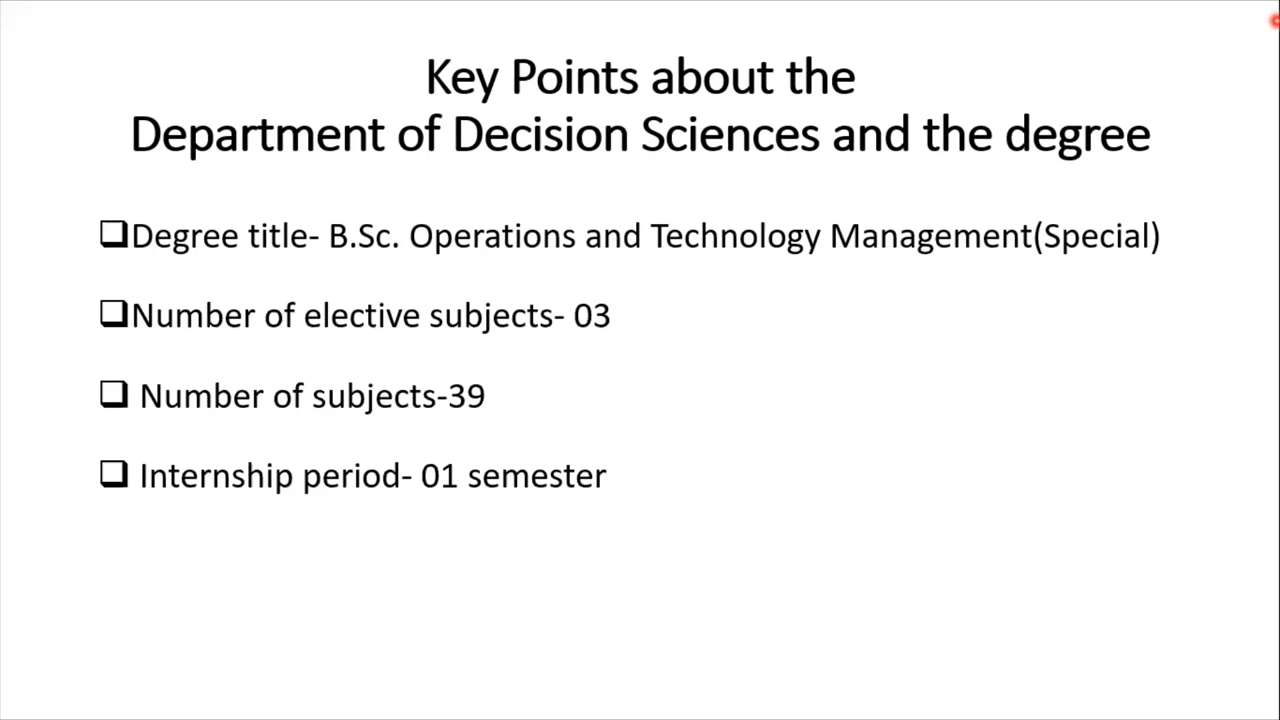 Key Points about the
Department of Decision Sciences and the degree
Degree title- B.Sc. Operations and Technology Management(Special)
Number of elective subjects- 03
Number of subjects-39
Internship period- 01 semester